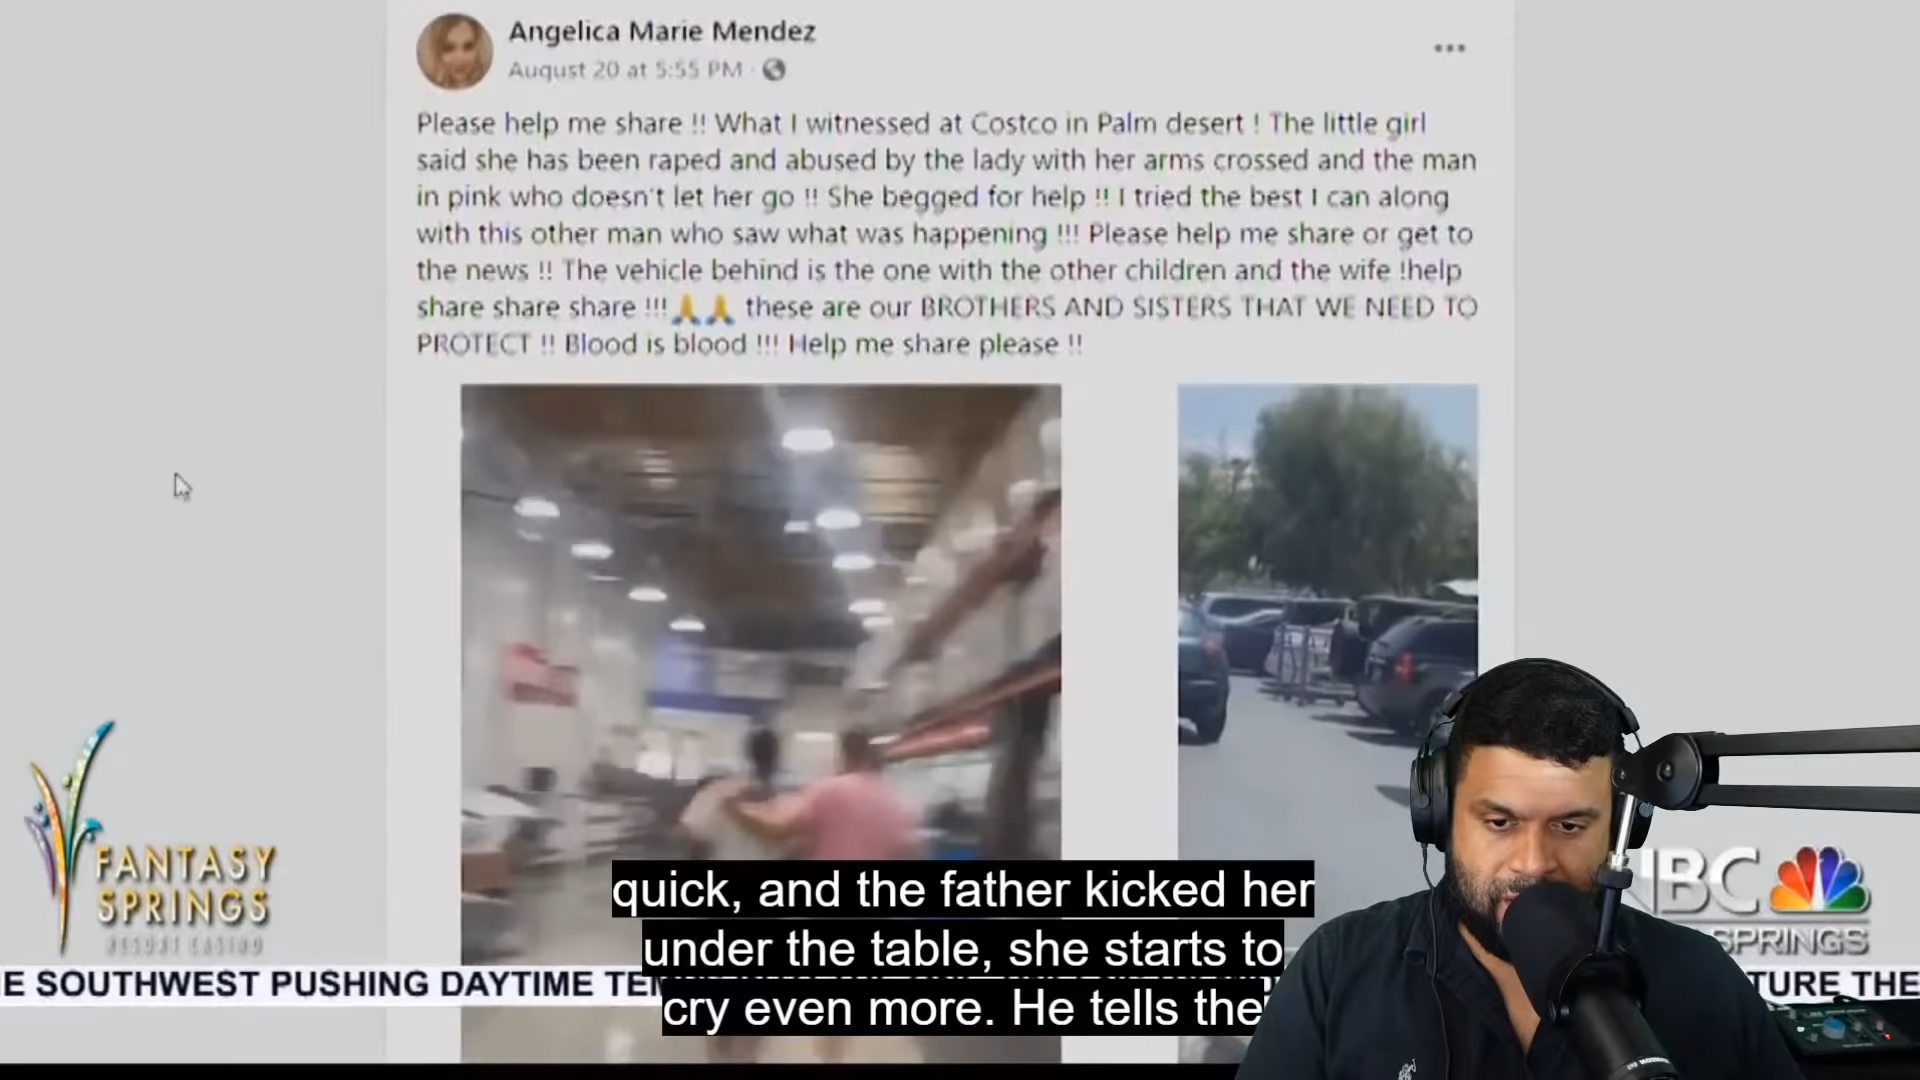 Angelica Marie Mendez
August 20 at 5:55 PM ·
Please help me share !! What I witnessed at Costco in Palm desert ! The little girl
said she has been raped and abused by the lady with her arms crossed and the man
in pink who doesn't let her go !! She begged for help !! I tried the best I can along
with this other man who saw what was happening !!! Please help me share or get to
the news !! The vehicle behind is the one with the other children and the wife !help
share share share !!!🙏🙏 these are our BROTHERS AND SISTERS THAT WE NEED TO
PROTECT !! Blood is blood !!! Help me share please !!
FANTASY
SPRINGS
RESORT CASINO
NBC
SPRINGS
quick, and the father kicked her
under the table, she starts to
cry even more. He tells the
E SOUTHWEST PUSHING DAYTIME TE
TURE THE